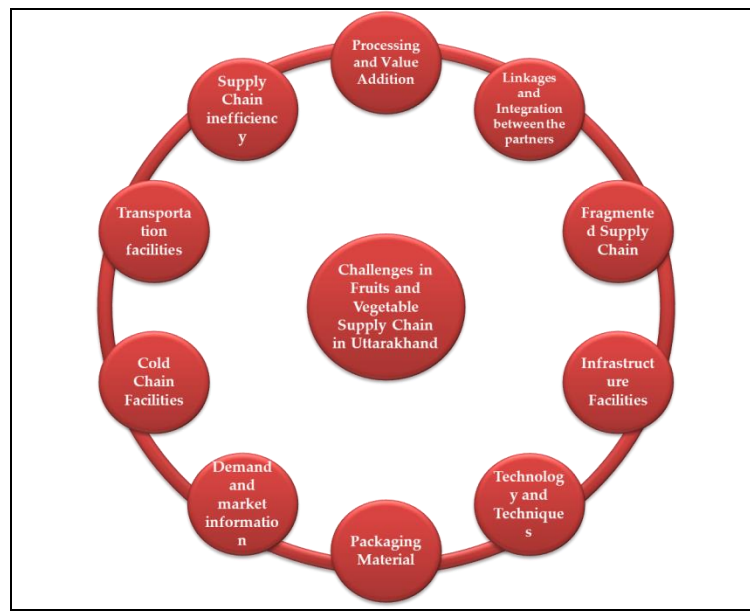 Processing
and Value
Addition
Linkages
and
Integration
between the
partners
Fragmente
d Supply
Chain
Infrastruct
ure
Facilities
Technolog
y and
Technique
s
Packaging
Material
Demand
and
market
informatio
n
Cold
Chain
Facilities
Transporta
tion
facilities
Supply
Chain
inefficienc
y
Challenges in
Fruits and
Vegetable
Supply Chain
in Uttarakhand